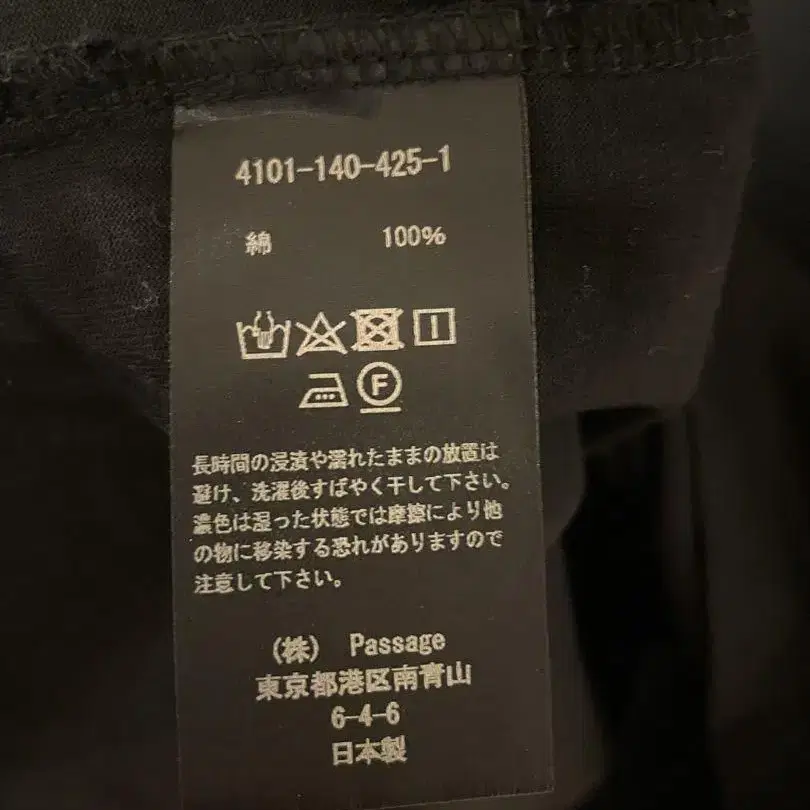 4101-140-425-1
綿 100%
F
長時間の浸漬や濡れたままの放置は
避け、洗濯後すばやく干して下さい。
濃色は湿った状態では摩擦により他
の物に移染する恐れがありますので
注意して下さい。
(株) Passage
東京都港区南青山
6-4-6
日本製